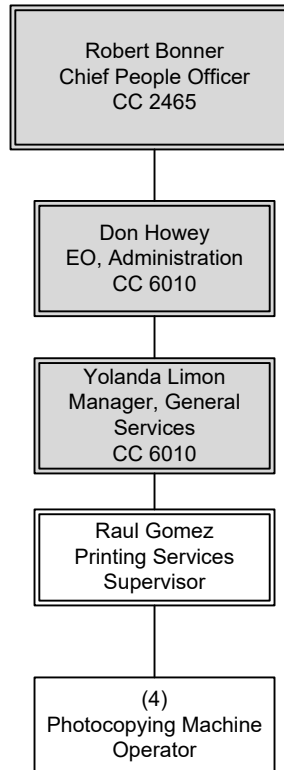 Robert Bonner
Chief People Officer
CC 2465
Don Howey
EO, Administration
CC 6010
Yolanda Limon
Manager, General
Services
CC 6010
Raul Gomez
Printing Services
Supervisor
(4)
Photocopying Machine
Operator